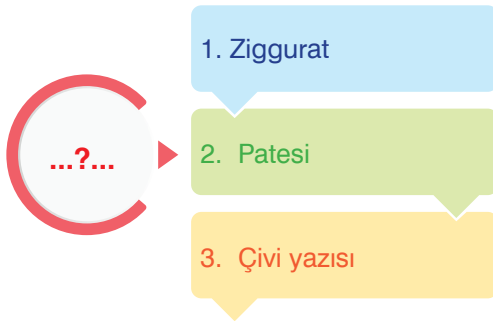 1. Ziggurat
...?...
2. Patesi
3. Çivi yazısı